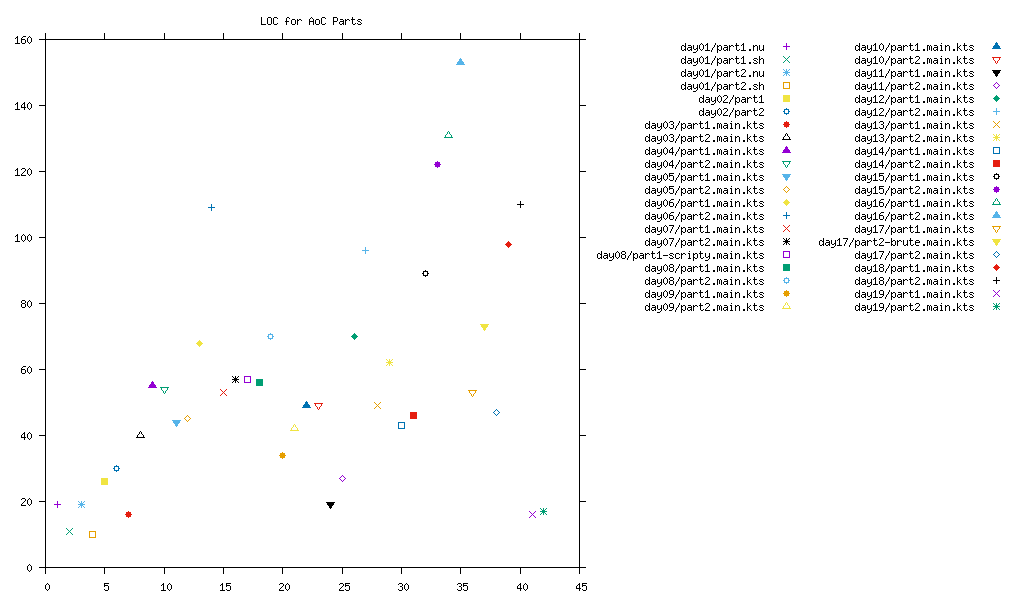 LOC for AoC Parts
160
140
120
100
80
60
40
20
0
0 5 10 15 20 25 30 35 40 45
day01/part1.nu
day01/part1.sh
day01/part2.nu
day01/part2.sh
day02/part1
day02/part2
day03/part1.main.kts
day03/part2.main.kts
day04/part1.main.kts
day04/part2.main.kts
day05/part1.main.kts
day05/part2.main.kts
day06/part1.main.kts
day06/part2.main.kts
day07/part1.main.kts
day07/part2.main.kts
day08/part1-scripty.main.kts
day08/part1.main.kts
day08/part2.main.kts
day09/part1.main.kts
day09/part2.main.kts
day10/part1.main.kts
day10/part2.main.kts
day11/part1.main.kts
day11/part2.main.kts
day12/part1.main.kts
day12/part2.main.kts
day13/part1.main.kts
day13/part2.main.kts
day14/part1.main.kts
day14/part2.main.kts
day15/part1.main.kts
day15/part2.main.kts
day16/part1.main.kts
day16/part2.main.kts
day17/part1.main.kts
day17/part2-brute.main.kts
day17/part2.main.kts
day18/part1.main.kts
day18/part2.main.kts
day19/part1.main.kts
day19/part2.main.kts